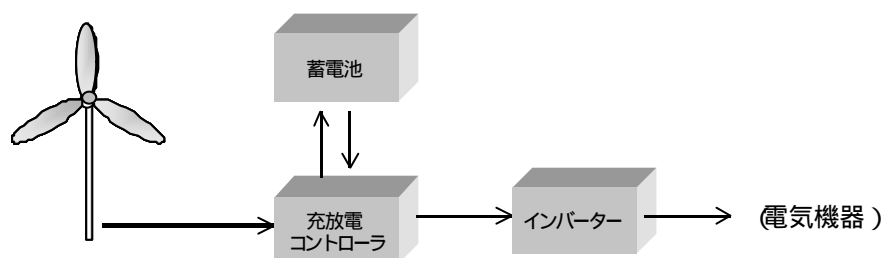 蓄電池
充放電
コントローラ
インバーター
(電気機器)